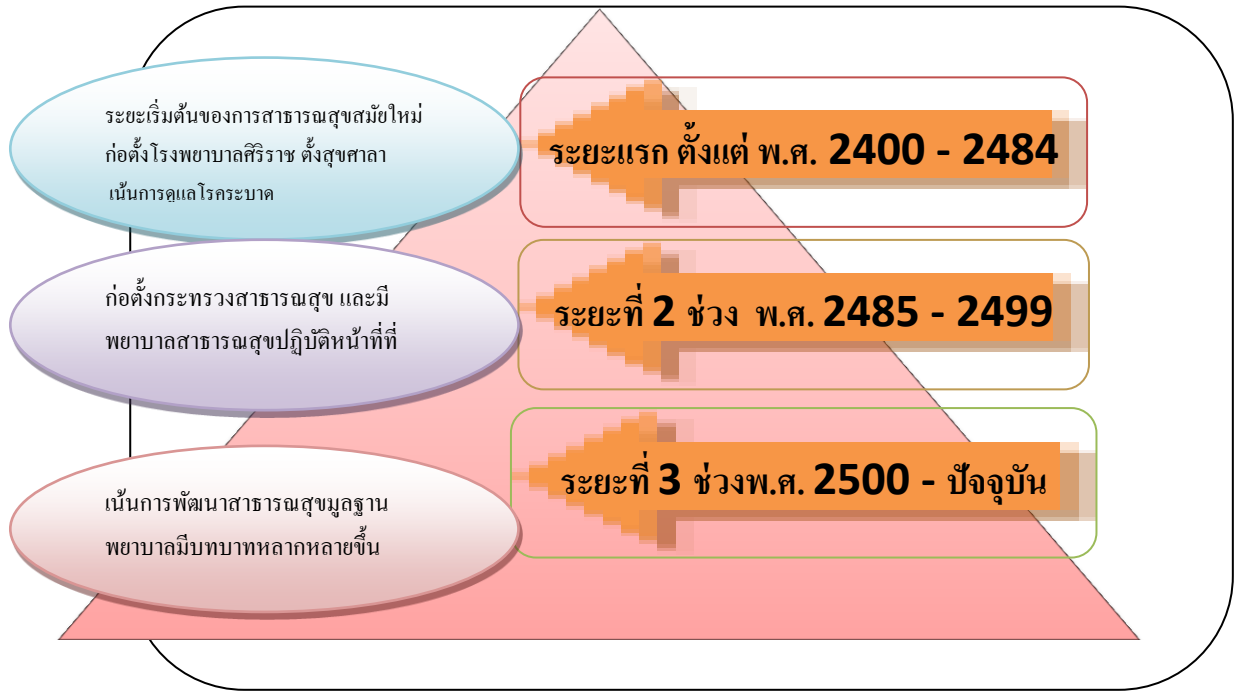 ระยะเริ่มต้นของการสาธารณสุขสมัยใหม่
ก่อตั้งโรงพยาบาลศิริราช ตั้งสุขศาลา
เน้นการดูแลโรคระบาด
ระยะแรก ตั้งแต่ พ.ศ. 2400 - 2484
ก่อตั้งกระทรวงสาธารณสุข และมี
พยาบาลสาธารณสุขปฏิบัติหน้าที่ที่
ระยะที่ 2 ช่วง พ.ศ. 2485 - 2499
เน้นการพัฒนาสาธารณสุขมูลฐาน
พยาบาลมีบทบาทหลากหลายขึ้น
ระยะที่ 3 ช่วงพ.ศ. 2500 - ปัจจุบัน